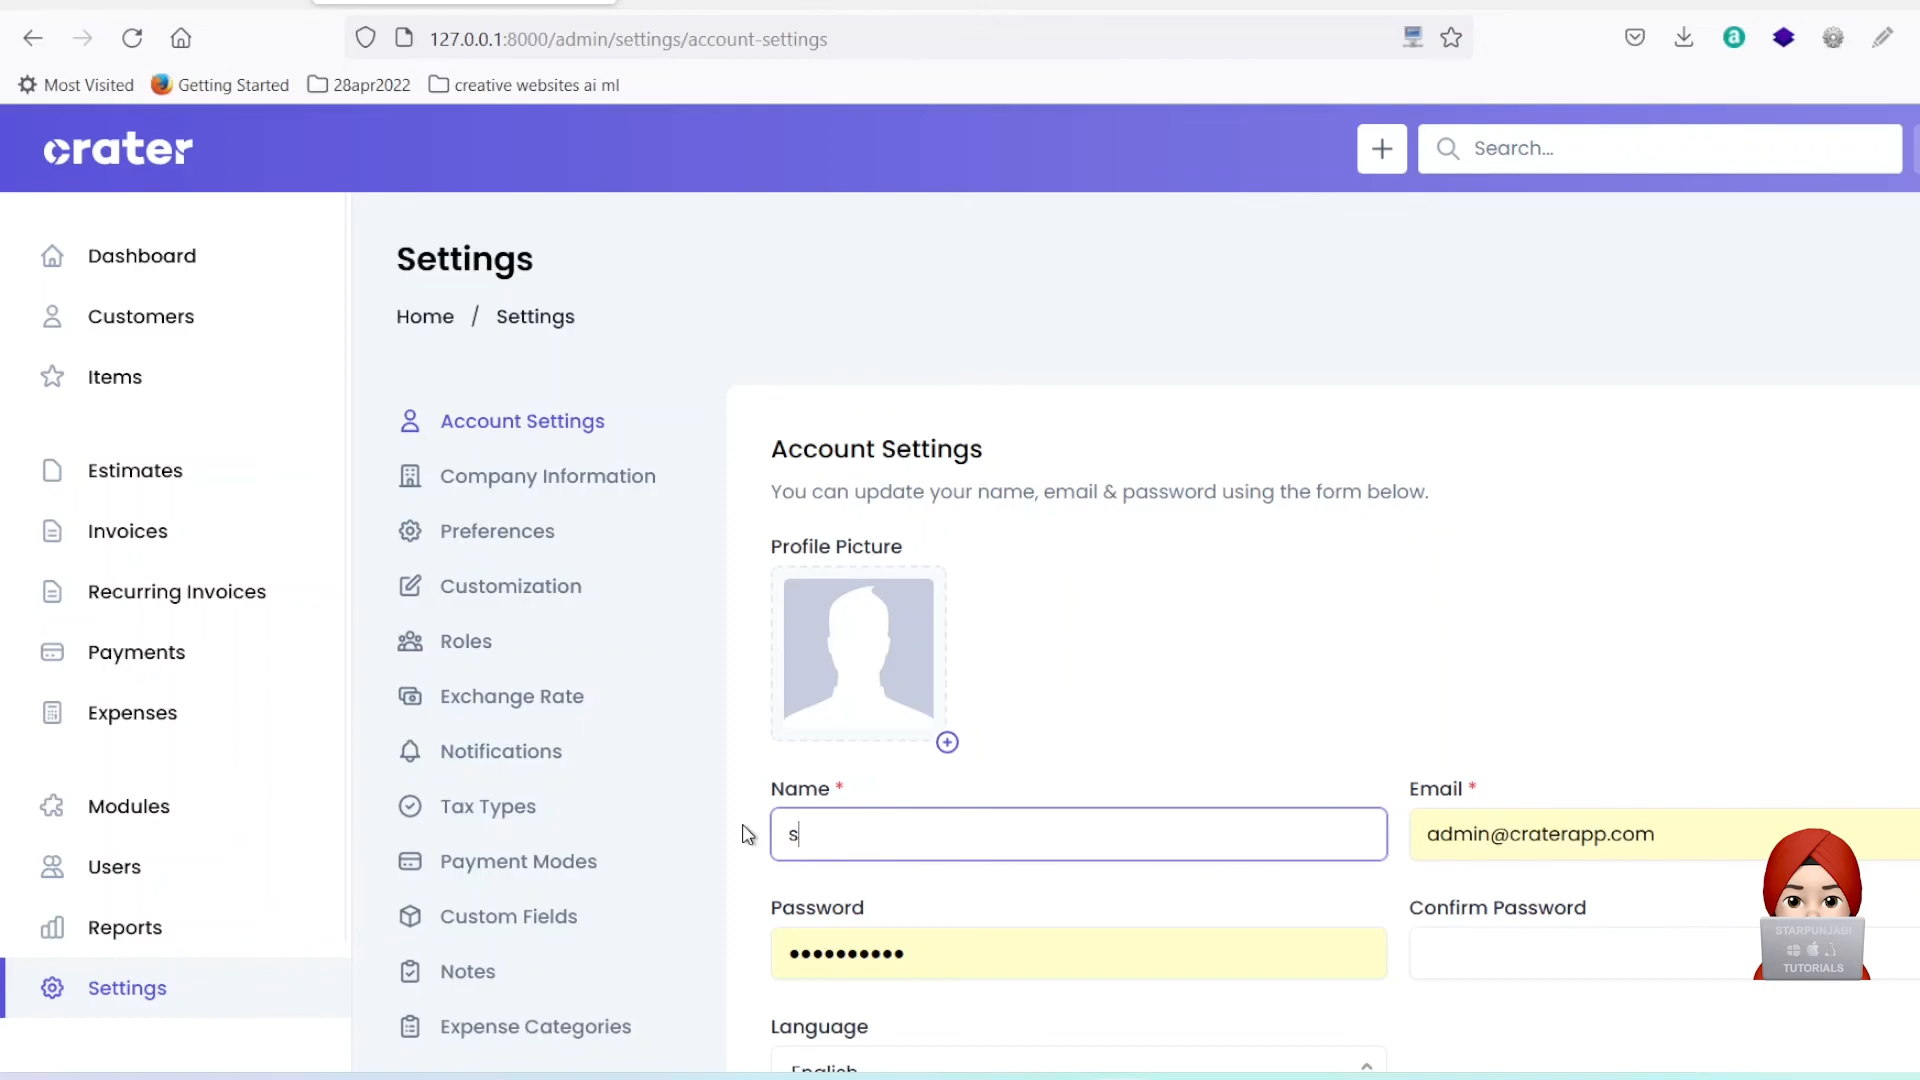 127.0.0.1:8000/admin/settings/account-settings
Most Visited
Getting Started
28apr2022
creative websites ai ml
crater
Search...
Dashboard
Customers
Items
Estimates
Invoices
Recurring Invoices
Payments
Expenses
Modules
Users
Reports
Settings
Settings
Home / Settings
Account Settings
Company Information
Preferences
Customization
Roles
Exchange Rate
Notifications
Tax Types
Payment Modes
Custom Fields
Notes
Expense Categories
Account Settings
You can update your name, email & password using the form below.
Profile Picture
Name *
s
Email *
admin@craterapp.com
Password
••••••••••
Confirm Password
Language
English
STARPUNJABI
TUTORIALS